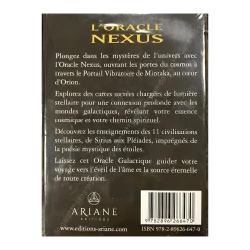 L'ORACLE
NEXUS
Plongez dans les mystères de l'univers avec
l'Oracle Nexus, ouvrant les portes du cosmos à
travers le Portail Vibratoire de Mintaka, au cœur
d'Orion.
Explorez des cartes sacrées chargées de lumière
stellaire pour une connexion profonde avec les
mondes galactiques, révélant votre essence
cosmique et votre chemin spirituel.
Découvrez les enseignements des 11 civilisations
stellaires, de Sirius aux Pléiades, imprégnés de
la poésie mystique des étoiles.
Laissez cet Oracle Galactique guider votre
voyage vers l'éveil de l'âme et la source éternelle
de toute création.
ARIANE
ÉDITIONS
www.editions-ariane.com
9782896266470
ISBN 978-2-89626-647-0